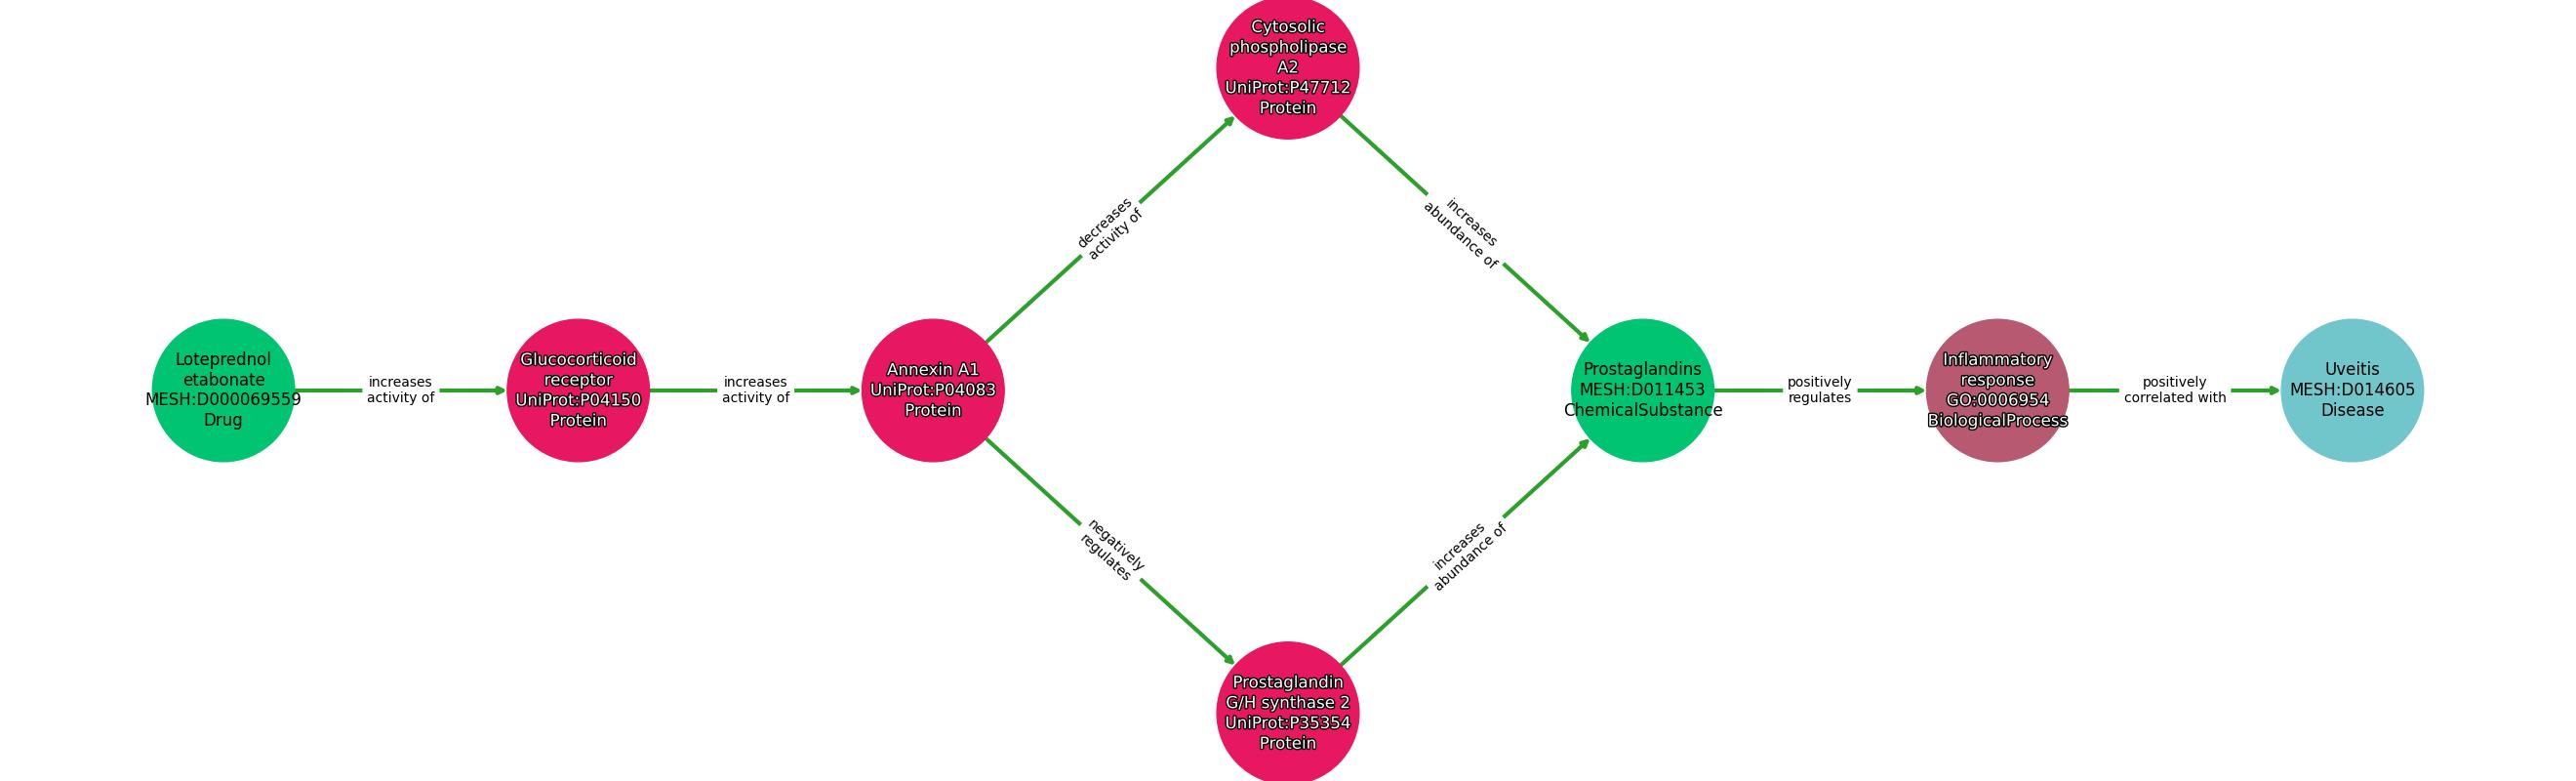 Cytosolic
phospholipase
A2
UniProt:P47712
Protein
decreases
activity of
increases
abundance of
Loteprednol
etabonate
MESH:D000069559
Drug
increases
activity of
Glucocorticoid
receptor
UniProt:P04150
Protein
increases
activity of
Annexin A1
UniProt:P04083
Protein
Prostaglandins
MESH:D011453
ChemicalSubstance
positively
regulates
Inflammatory
response
GO:0006954
BiologicalProcess
positively
correlated with
Uveitis
MESH:D014605
Disease
negatively
regulates
increases
abundance of
Prostaglandin
G/H synthase 2
UniProt:P35354
Protein